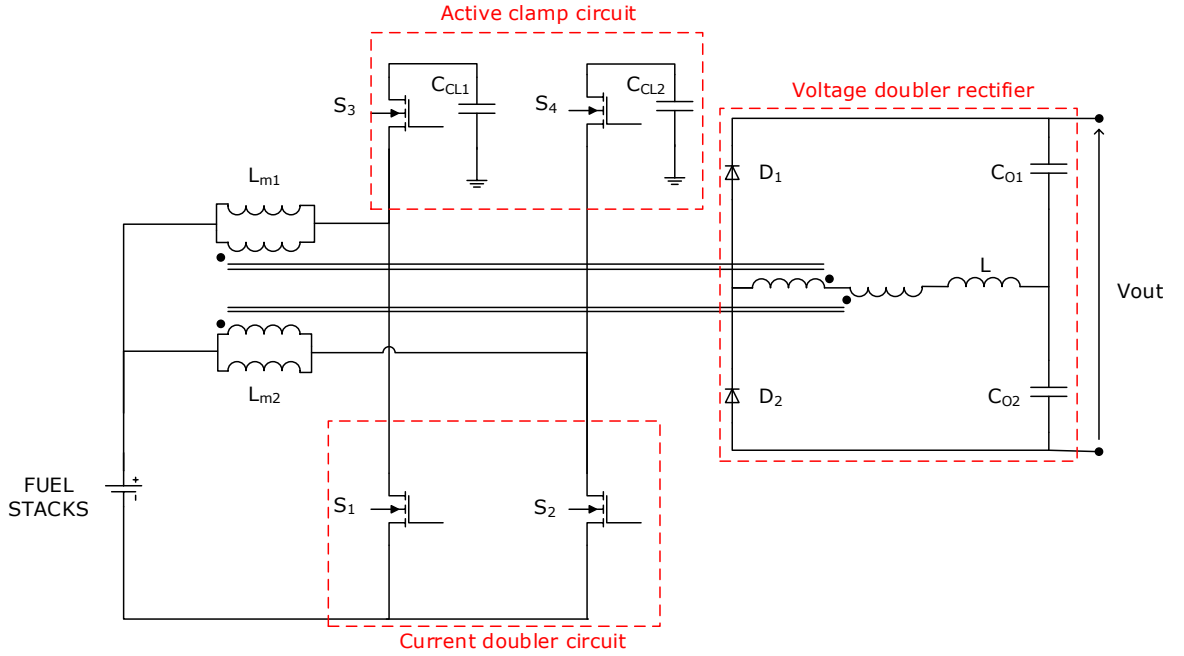 Active clamp circuit
S3
CCL1
S4
CCL2
Voltage doubler rectifier
D1
CO1
Lm1
L
Vout
Lm2
D2
CO2
FUEL
STACKS
+
-
S1
S2
Current doubler circuit